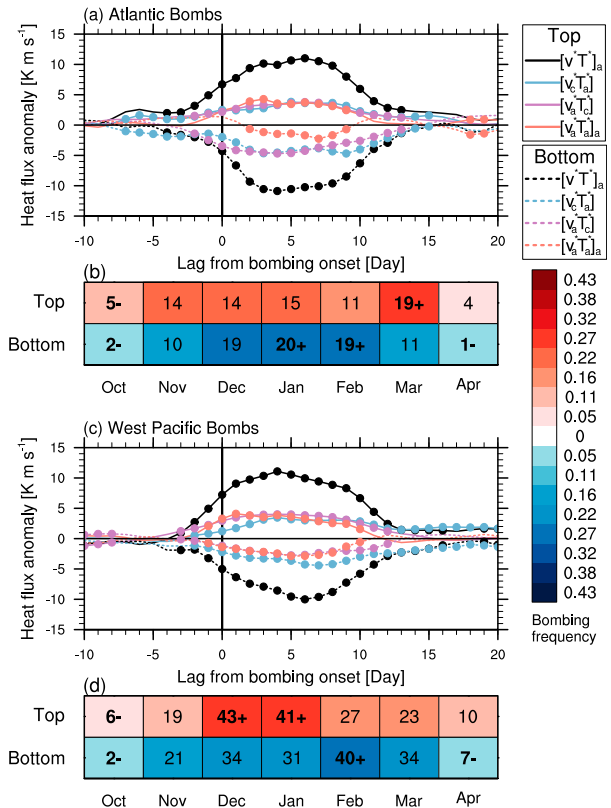 (a) Atlantic Bombs
Heat flux anomaly [K m s⁻¹]
15
10
5
0
-5
-10
-15
-10 -5 0 5 10 15 20
Lag from bombing onset [Day]
Top
[v*T*]a
[vc*Ta*]
[va*Tc*]
[va*Ta*]a
Bottom
[v*T*]a
[vc*Ta*]
[va*Tc*]
[va*Ta*]a
(b)
Top 5- 14 14 15 11 19+ 4
Bottom 2- 10 19 20+ 19+ 11 1-
Oct Nov Dec Jan Feb Mar Apr
0.43
0.38
0.32
0.27
0.22
0.16
0.11
0.05
0
0.05
0.11
0.16
0.22
0.27
0.32
0.38
0.43
Bombing
frequency
(c) West Pacific Bombs
Heat flux anomaly [K m s⁻¹]
15
10
5
0
-5
-10
-15
-10 -5 0 5 10 15 20
Lag from bombing onset [Day]
(d)
Top 6- 19 43+ 41+ 27 23 10
Bottom 2- 21 34 31 40+ 34 7-
Oct Nov Dec Jan Feb Mar Apr